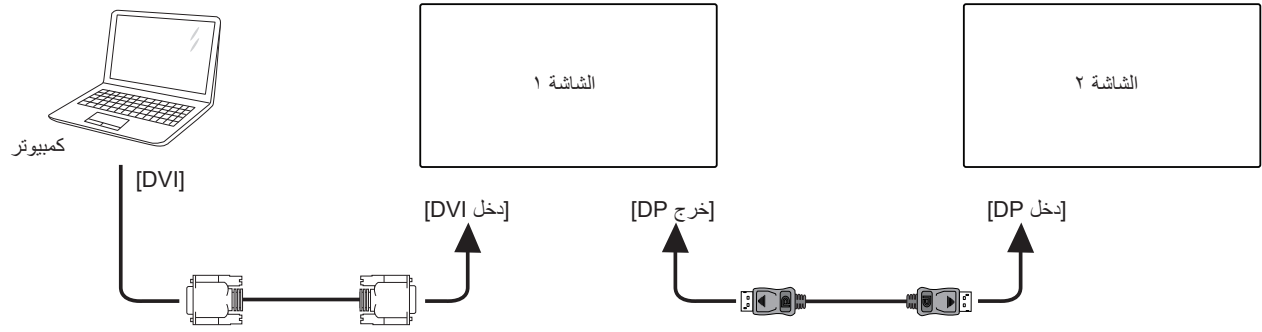 الشاشة ١
الشاشة ٢
كمبيوتر
[DVI]
[دخل DVI]
[خرج DP]
[دخل DP]